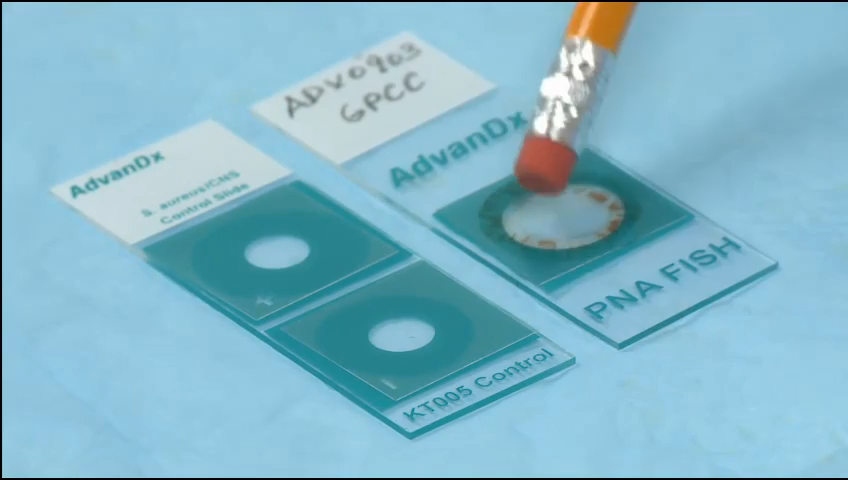 AdvanDx
S. aureus/CNS
Control Slide
+
–
KT005 Control
ADV0903
GPCC
AdvanDx
PNA FISH